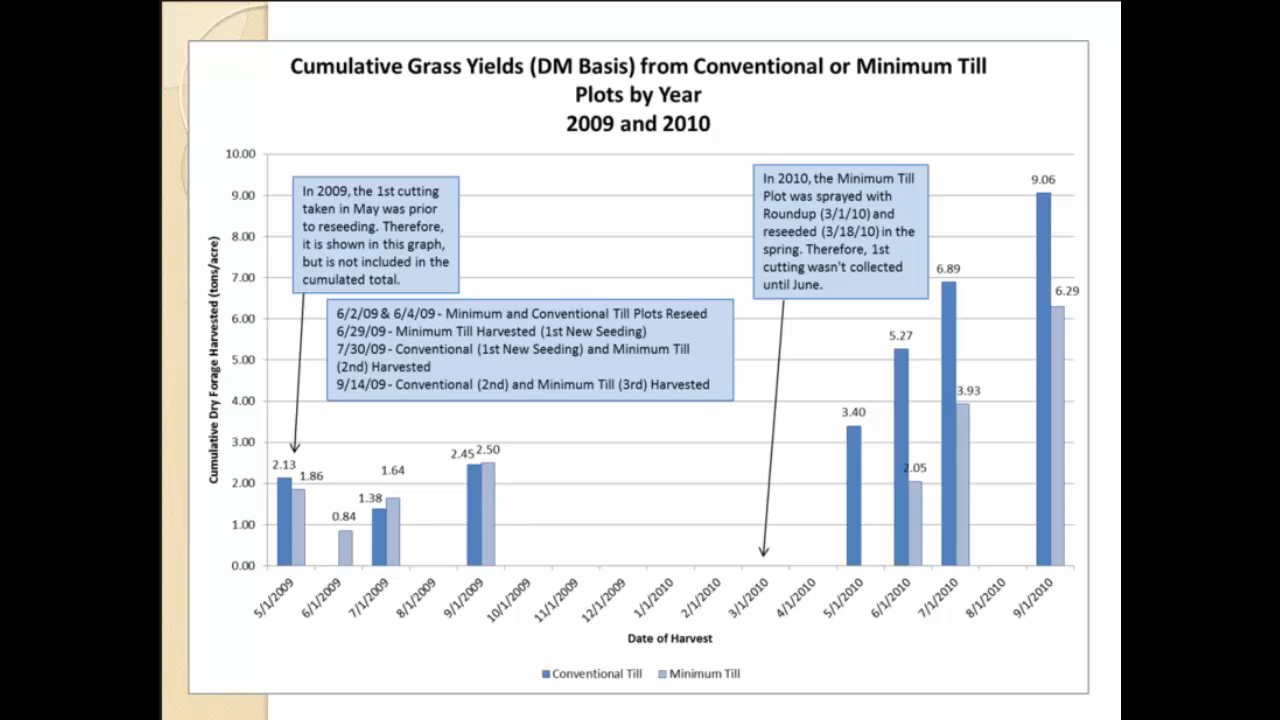 Cumulative Grass Yields (DM Basis) from Conventional or Minimum Till
Plots by Year
2009 and 2010
Cumulative Dry Forage Harvested (tons/acre)
10.00
9.00
8.00
7.00
6.00
5.00
4.00
3.00
2.00
1.00
0.00
In 2009, the 1st cutting
taken in May was prior
to reseeding. Therefore,
it is shown in this graph,
but is not included in the
cumulated total.
6/2/09 & 6/4/09 - Minimum and Conventional Till Plots Reseed
6/29/09 - Minimum Till Harvested (1st New Seeding)
7/30/09 - Conventional (1st New Seeding) and Minimum Till
(2nd) Harvested
9/14/09 - Conventional (2nd) and Minimum Till (3rd) Harvested
In 2010, the Minimum Till
Plot was sprayed with
Roundup (3/1/10) and
reseeded (3/18/10) in the
spring. Therefore, 1st
cutting wasn't collected
until June.
2.13
1.86
0.84
1.38
1.64
2.45
2.50
3.40
5.27
2.05
6.89
3.93
9.06
6.29
5/1/2009
6/1/2009
7/1/2009
8/1/2009
9/1/2009
10/1/2009
11/1/2009
12/1/2009
1/1/2010
2/1/2010
3/1/2010
4/1/2010
5/1/2010
6/1/2010
7/1/2010
8/1/2010
9/1/2010
Date of Harvest
Conventional Till
Minimum Till